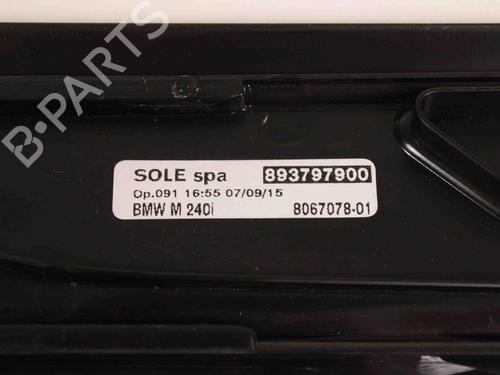 B-PARTS
SOLE spa 893797900
Op.091 16:55 07/09/15
BMW M 240i 8067078-01